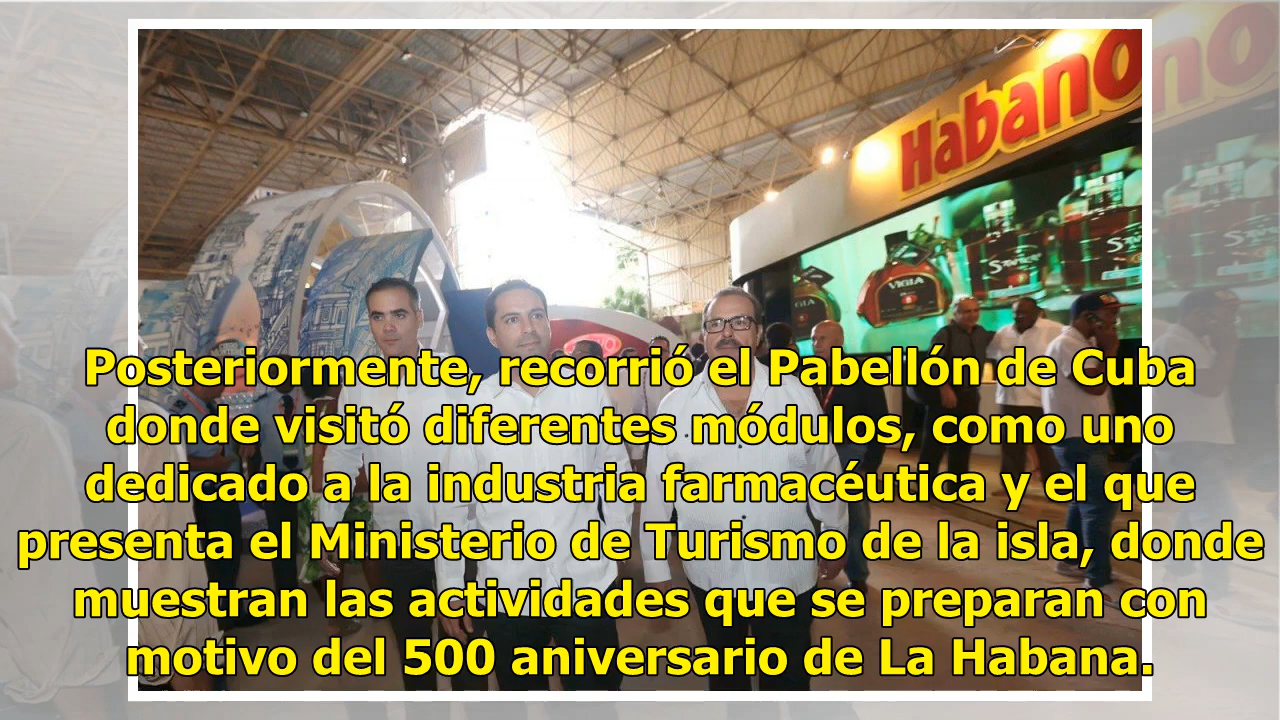 Habano
VIGIA
Posteriormente, recorrió el Pabellón de Cuba
donde visitó diferentes módulos, como uno
dedicado a la industria farmacéutica y el que
presenta el Ministerio de Turismo de la isla, donde
muestran las actividades que se preparan con
motivo del 500 aniversario de La Habana.